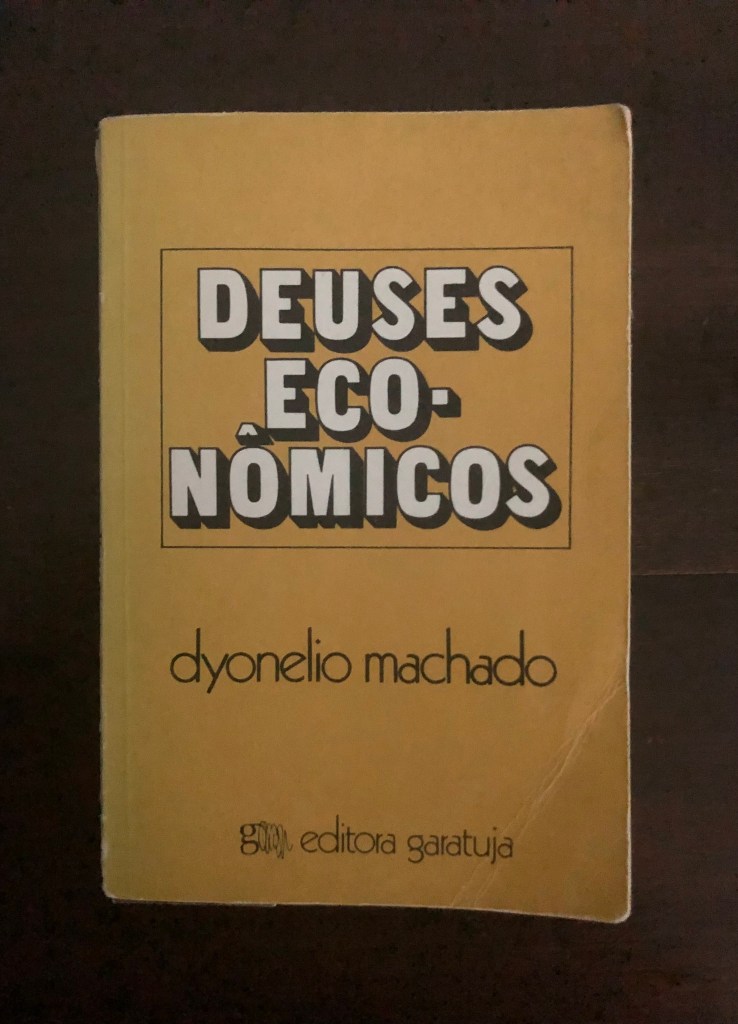 DEUSES
ECO-
NÔMICOS
dyonelio machado
editora garatuja